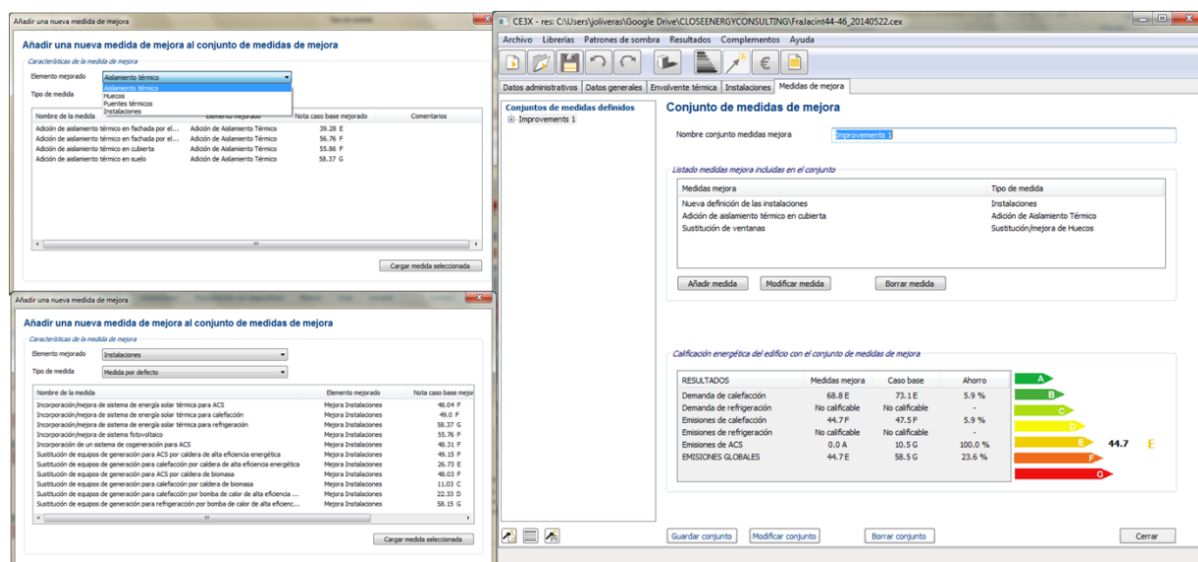 Añadir una nueva medida de mejora
Añadir una nueva medida de mejora al conjunto de medidas de mejora
Características de la medida de mejora
Elemento mejorado Aislamiento térmico
Aislamiento térmico
Huecos
Puentes térmicos
Instalaciones
Tipo de medida
Nombre de la medida Elemento mejorado Nota caso base mejorado Comentarios
Adición de aislamiento térmico en fachada por el... Adición de Aislamiento Térmico 39.28 E
Adición de aislamiento térmico en fachada por el... Adición de Aislamiento Térmico 56.76 F
Adición de aislamiento térmico en cubierta Adición de Aislamiento Térmico 55.86 F
Adición de aislamiento térmico en suelo Adición de Aislamiento Térmico 58.37 G
Cargar medida seleccionada
Añadir una nueva medida de mejora
Añadir una nueva medida de mejora al conjunto de medidas de mejora
Características de la medida de mejora
Elemento mejorado Instalaciones
Tipo de medida Medida por defecto
Nombre de la medida Elemento mejorado Nota caso base mejor
Incorporación/mejora de sistema de energía solar térmica para ACS Mejora Instalaciones 48.04 F
Incorporación/mejora de sistema de energía solar térmica para calefacción Mejora Instalaciones 49.0 F
Incorporación/mejora de sistema de energía solar térmica para refrigeración Mejora Instalaciones 58.37 G
Incorporación/mejora de sistema fotovoltaico Mejora Instalaciones 55.76 F
Incorporación de un sistema de cogeneración para ACS Mejora Instalaciones 48.31 F
Sustitución de equipos de generación para ACS por caldera de alta eficiencia energética Mejora Instalaciones 49.15 F
Sustitución de equipos de generación para calefacción por caldera de alta eficiencia energética Mejora Instalaciones 26.73 E
Sustitución de equipos de generación para ACS por caldera de biomasa Mejora Instalaciones 48.03 F
Sustitución de equipos de generación para calefacción por caldera de biomasa Mejora Instalaciones 11.03 C
Sustitución de equipos de generación para calefacción por bomba de calor de alta eficiencia ... Mejora Instalaciones 22.33 D
Sustitución de equipos de generación para refrigeración por bomba de calor de alta eficienc... Mejora Instalaciones 58.15 G
Cargar medida seleccionada
CE3X - res: C:\Users\joliveras\Google Drive\CLOSEENERGYCONSULTING\FraJacint44-46_20140522.cex
Archivo Librerías Patrones de sombra Resultados Complementos Ayuda
Datos administrativos Datos generales Envolvente térmica Instalaciones Medidas de mejora
Conjuntos de medidas definidos
Improvements 1
Conjunto de medidas de mejora
Nombre conjunto medidas mejora Improvements 1
Listado medidas mejora incluidas en el conjunto
Medidas mejora Tipo de medida
Nueva definición de las instalaciones Instalaciones
Adición de aislamiento térmico en cubierta Adición de Aislamiento Térmico
Sustitución de ventanas Sustitución/mejora de Huecos
Añadir medida Modificar medida Borrar medida
Calificación energética del edificio con el conjunto de medidas de mejora
RESULTADOS Medidas mejora Caso base Ahorro
Demanda de calefacción 68.8 E 73.1 E 5.9 %
Demanda de refrigeración No calificable No calificable -
Emisiones de calefacción 44.7 F 47.5 F 5.9 %
Emisiones de refrigeración No calificable No calificable -
Emisiones de ACS 0.0 A 10.5 G 100.0 %
EMISIONES GLOBALES 44.7 E 58.5 G 23.6 %
A
B
C
D
E 44.7 E
F
G
Guardar conjunto Modificar conjunto Borrar conjunto Cerrar